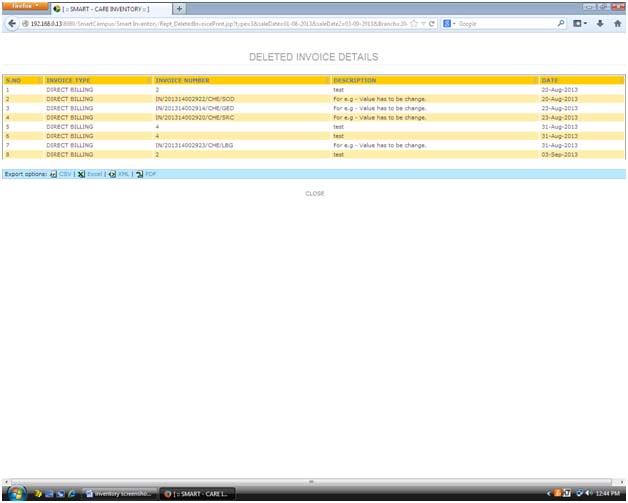 Firefox
[ :: SMART - CARE INVENTORY :: ]
192.168.0.13:8080/SmartCampus/Smart Inventory/Rept_DeletedInvoicePrint.jsp?type=3&saleDate=01-08-2013&saleDate2=03-09-2013&Branch=20-
Google
DELETED INVOICE DETAILS
S.NO INVOICE TYPE INVOICE NUMBER DESCRIPTION DATE
1 DIRECT BILLING 2 test 20-Aug-2013
2 DIRECT BILLING IN/201314002922/CHE/SOD For e.g - Value has to be change. 20-Aug-2013
3 DIRECT BILLING IN/201314002914/CHE/GED For e.g - Value has to be change. 23-Aug-2013
4 DIRECT BILLING IN/201314002920/CHE/SRC For e.g - Value has to be change. 23-Aug-2013
5 DIRECT BILLING 4 test 31-Aug-2013
6 DIRECT BILLING 4 test 31-Aug-2013
7 DIRECT BILLING IN/201314002923/CHE/LBG For e.g - Value has to be change. 31-Aug-2013
8 DIRECT BILLING 2 test 03-Sep-2013
Export options: CSV | Excel | XML | PDF
CLOSE
inventory screensho...
[ :: SMART - CARE I...
12:44 PM